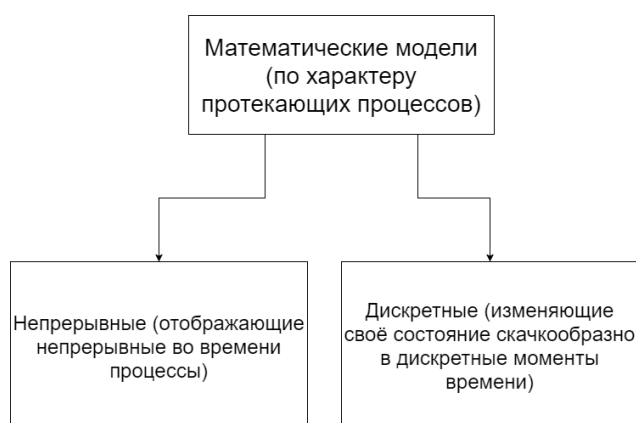 Математические модели
(по характеру
протекающих процессов)
Непрерывные (отображающие
непрерывные во времени
процессы)
Дискретные (изменяющие
своё состояние скачкообразно
в дискретные моменты
времени)